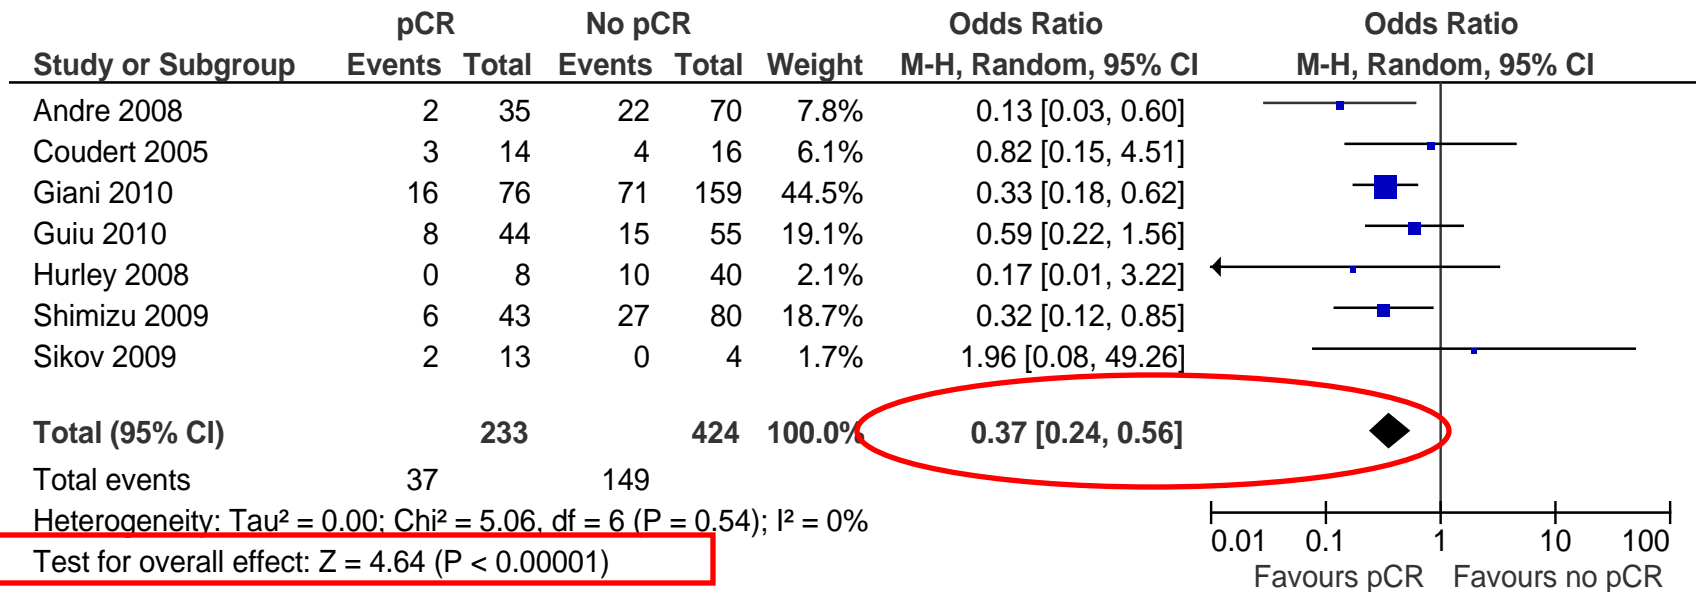 pCR No pCR Odds Ratio Odds Ratio
Study or Subgroup Events Total Events Total Weight M-H, Random, 95% CI M-H, Random, 95% CI
Andre 2008 2 35 22 70 7.8% 0.13 [0.03, 0.60]
Coudert 2005 3 14 4 16 6.1% 0.82 [0.15, 4.51]
Giani 2010 16 76 71 159 44.5% 0.33 [0.18, 0.62]
Guiu 2010 8 44 15 55 19.1% 0.59 [0.22, 1.56]
Hurley 2008 0 8 10 40 2.1% 0.17 [0.01, 3.22]
Shimizu 2009 6 43 27 80 18.7% 0.32 [0.12, 0.85]
Sikov 2009 2 13 0 4 1.7% 1.96 [0.08, 49.26]
Total (95% CI) 233 424 100.0% 0.37 [0.24, 0.56]
Total events 37 149
Heterogeneity: Tau² = 0.00; Chi² = 5.06, df = 6 (P = 0.54); I² = 0%
Test for overall effect: Z = 4.64 (P < 0.00001)
0.01 0.1 1 10 100
Favours pCR Favours no pCR